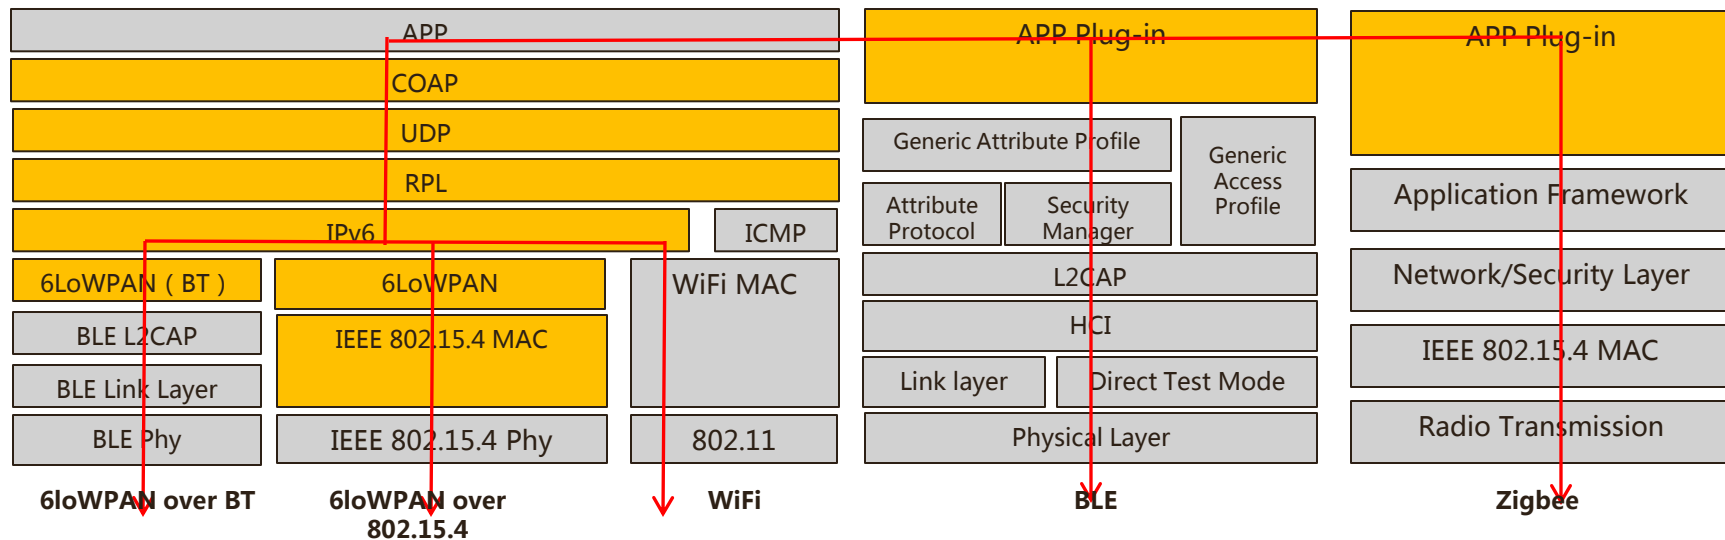 APP
COAP
UDP
RPL
IPv6
ICMP
6LoWPAN ( BT )
6LoWPAN
WiFi MAC
BLE L2CAP
IEEE 802.15.4 MAC
BLE Link Layer
BLE Phy
IEEE 802.15.4 Phy
802.11
6loWPAN over BT
6loWPAN over
802.15.4
WiFi
APP Plug-in
Generic Attribute Profile
Generic
Access
Profile
Attribute
Protocol
Security
Manager
L2CAP
HCI
Link layer
Direct Test Mode
Physical Layer
BLE
APP Plug-in
Application Framework
Network/Security Layer
IEEE 802.15.4 MAC
Radio Transmission
Zigbee